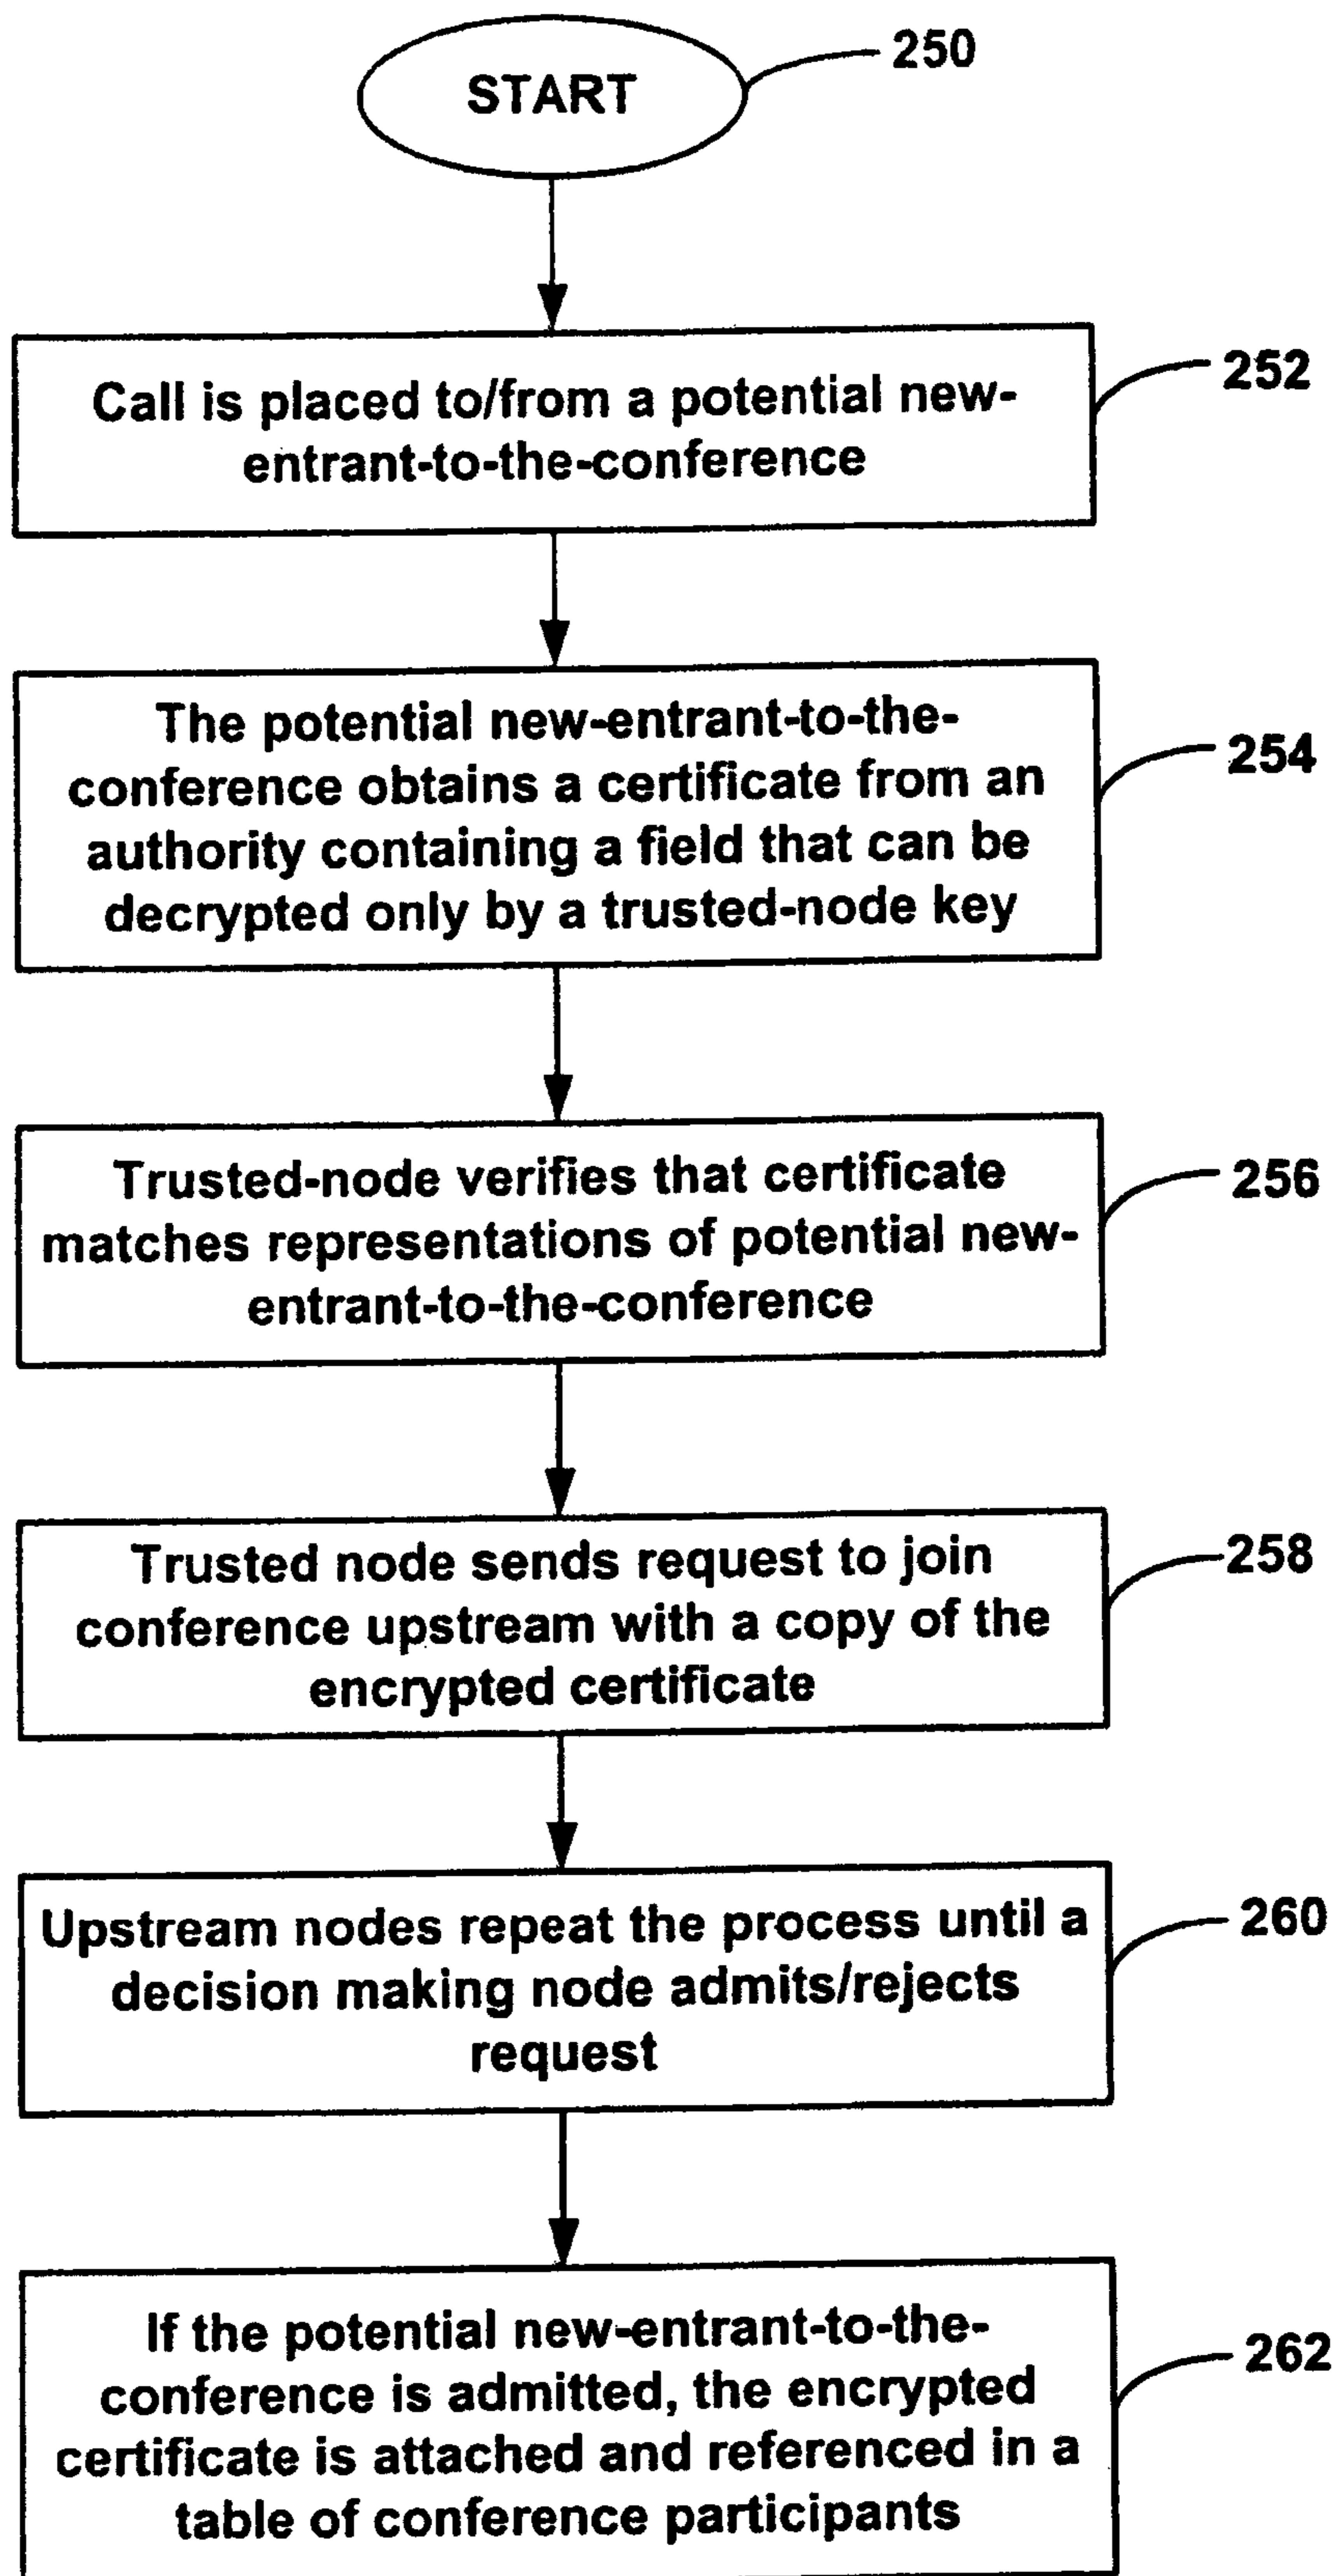 START
250
Call is placed to/from a potential new-
entrant-to-the-conference
252
The potential new-entrant-to-the-
conference obtains a certificate from an
authority containing a field that can be
decrypted only by a trusted-node key
254
Trusted-node verifies that certificate
matches representations of potential new-
entrant-to-the-conference
256
Trusted node sends request to join
conference upstream with a copy of the
encrypted certificate
258
Upstream nodes repeat the process until a
decision making node admits/rejects
request
260
If the potential new-entrant-to-the-
conference is admitted, the encrypted
certificate is attached and referenced in a
table of conference participants
262